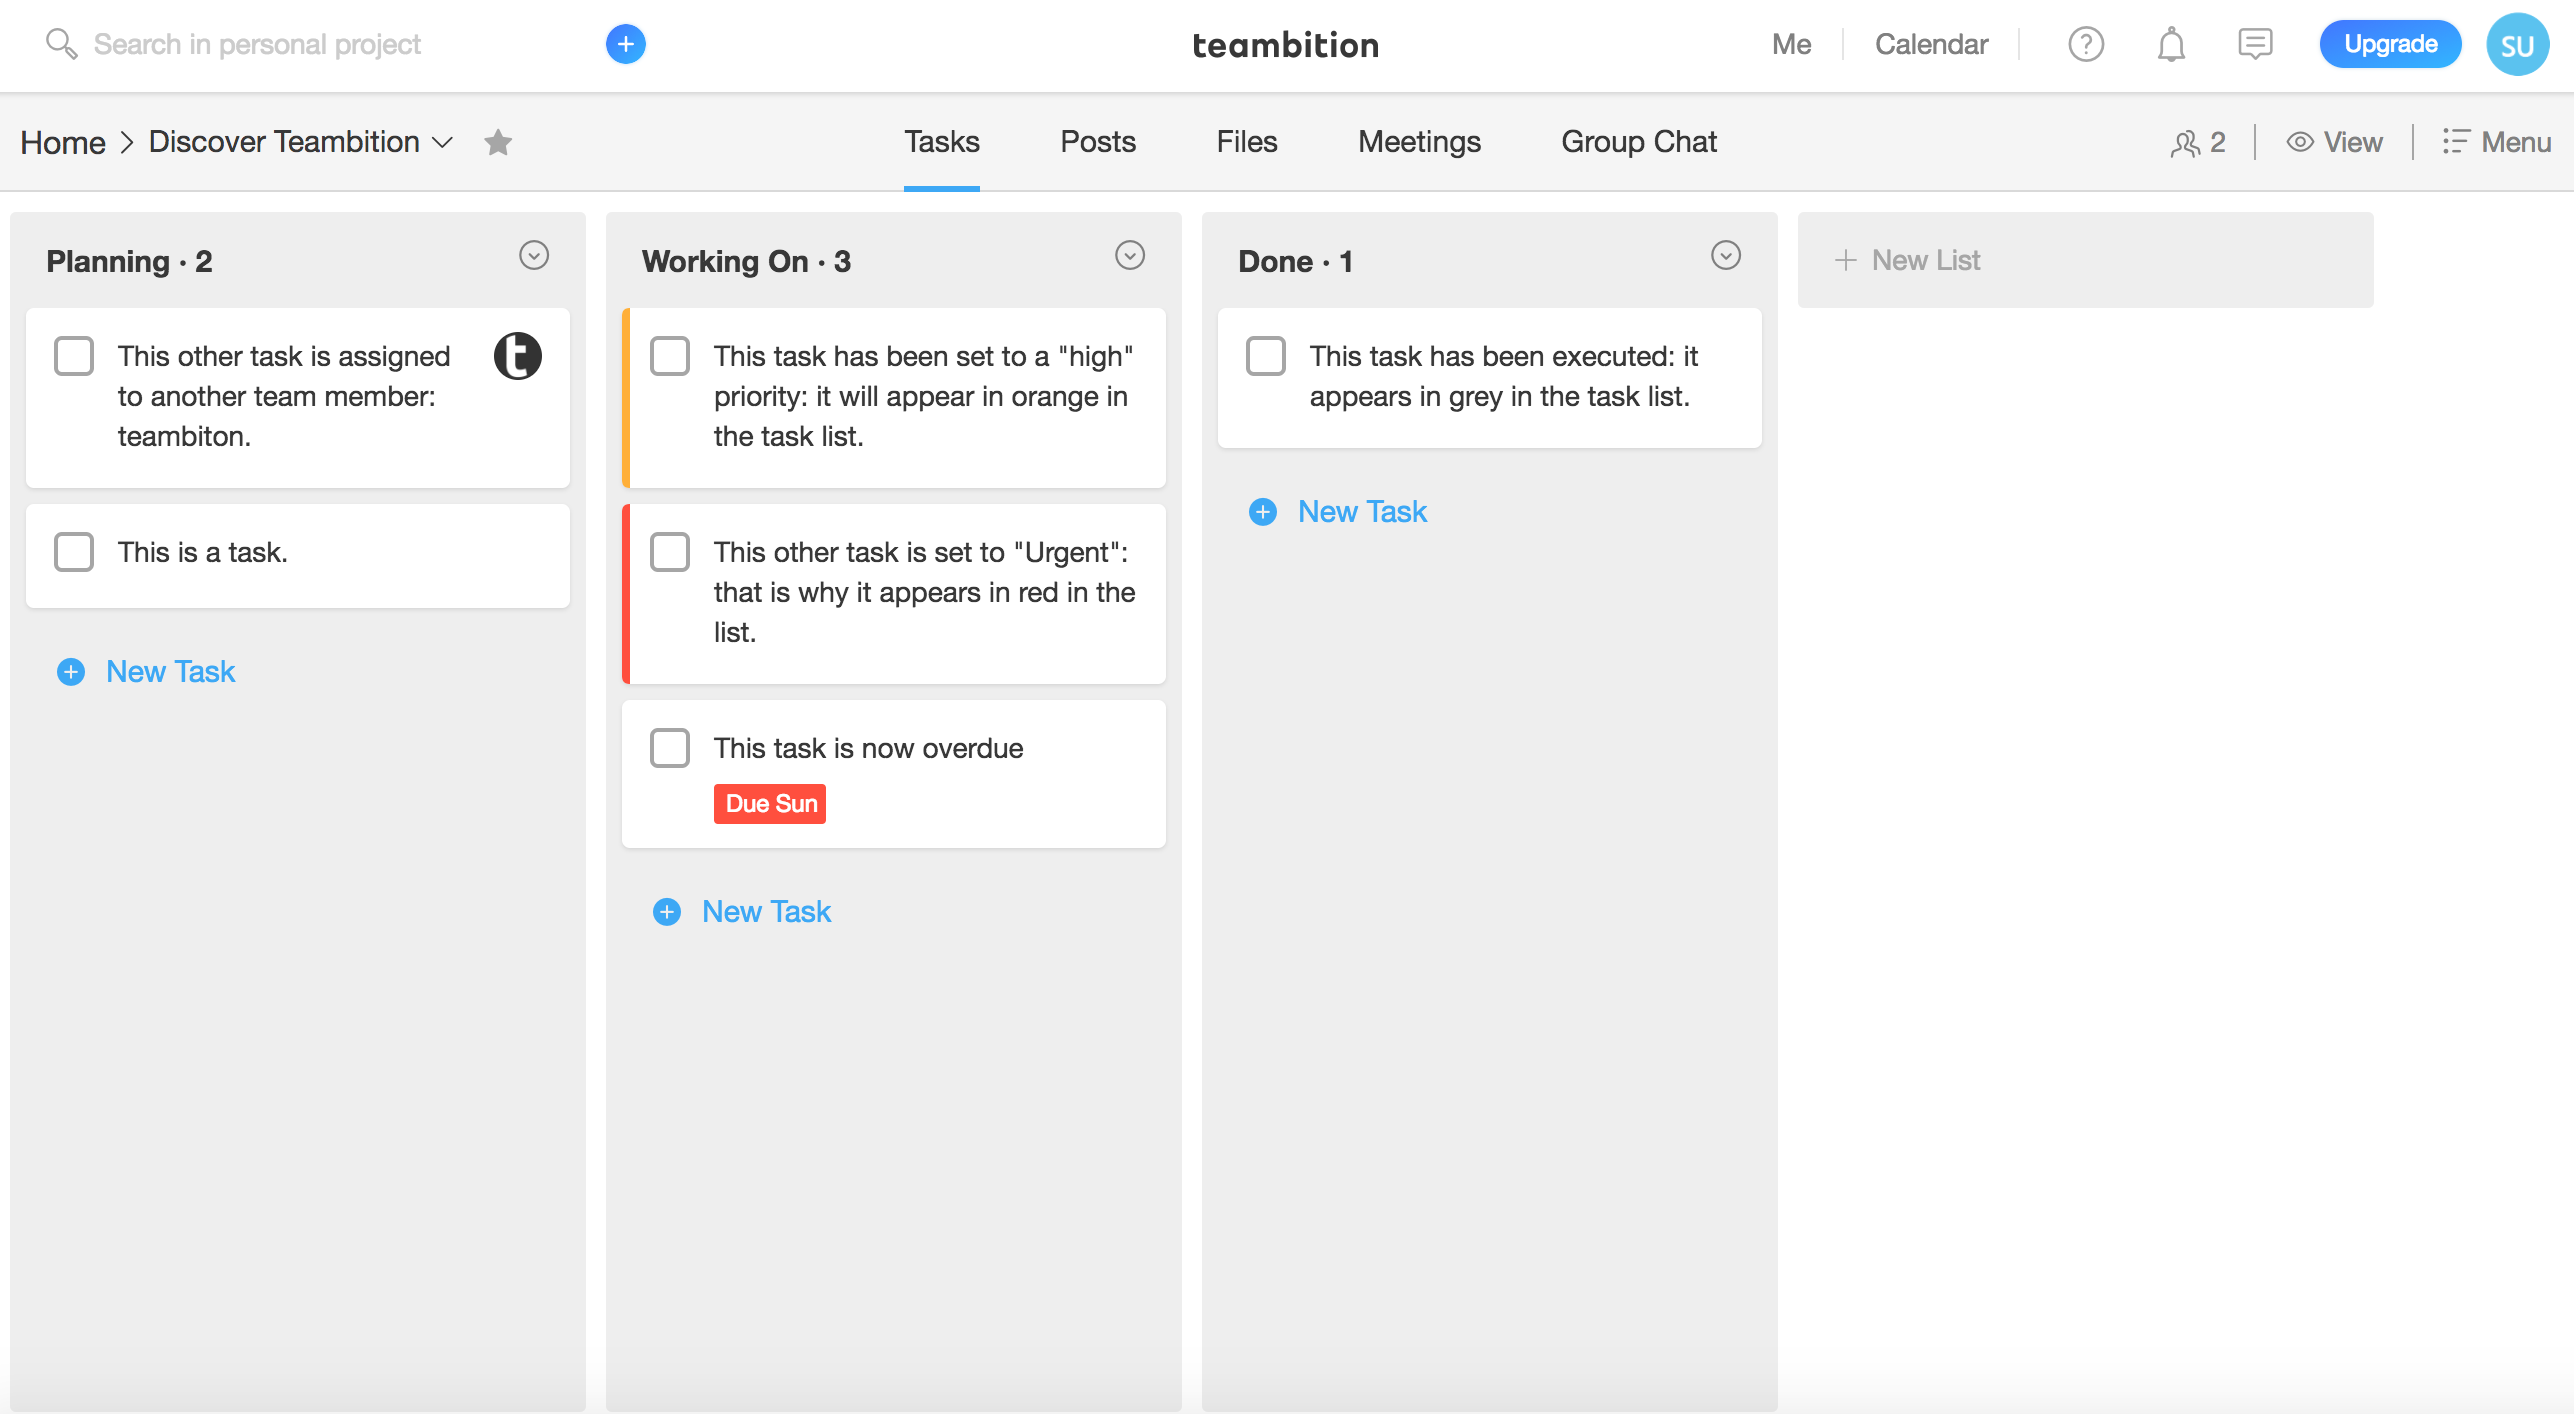 Search in personal project
teambition
Me
Calendar
Upgrade
SU
Home
Discover Teambition
Tasks
Posts
Files
Meetings
Group Chat
2
View
Menu
Planning · 2
This other task is assigned
to another team member:
teambiton.
t
This is a task.
New Task
Working On · 3
This task has been set to a "high"
priority: it will appear in orange in
the task list.
This other task is set to "Urgent":
that is why it appears in red in the
list.
This task is now overdue
Due Sun
New Task
Done · 1
This task has been executed: it
appears in grey in the task list.
New Task
New List